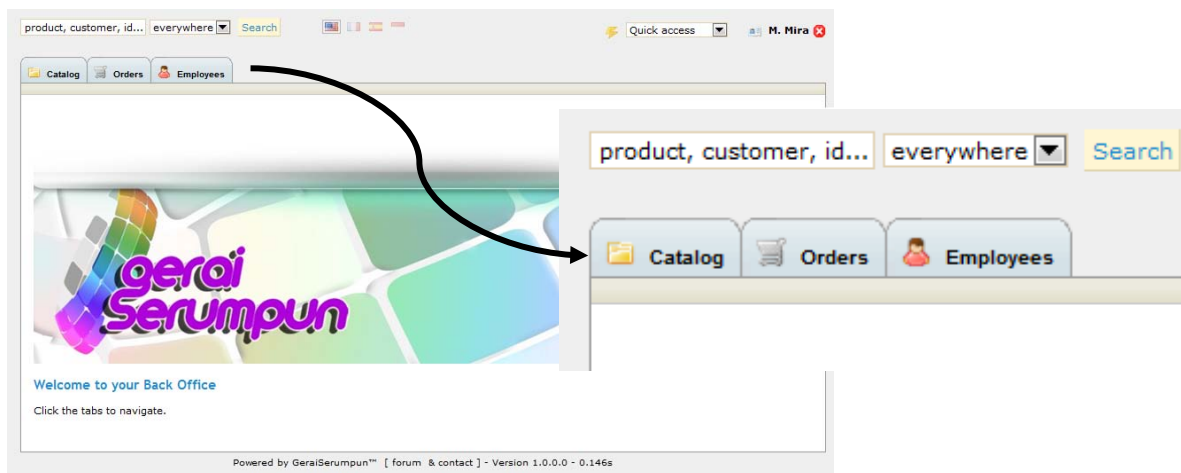 product, customer, id... everywhere Search Quick access M. Mira
Catalog Orders Employees
product, customer, id... everywhere Search
Catalog Orders Employees
gerai
Serumpun
Welcome to your Back Office
Click the tabs to navigate.
Powered by GeraiSerumpun™ [ forum & contact ] - Version 1.0.0.0 - 0.146s